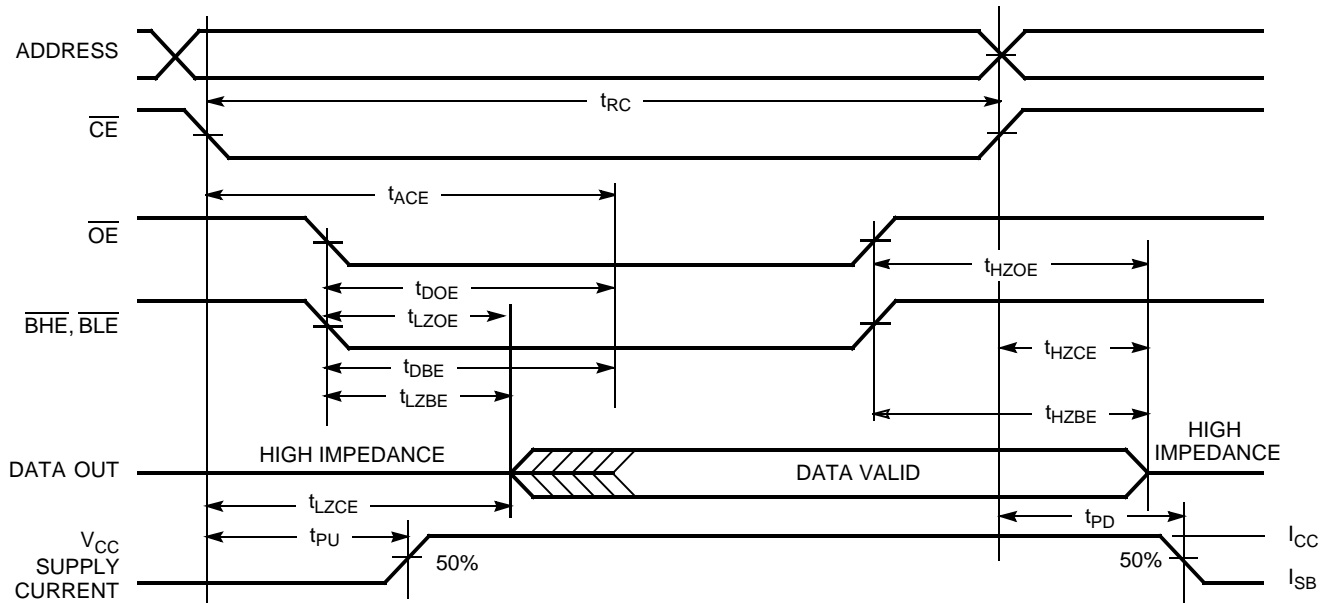 ADDRESS
tRC
CE
tACE
OE
tHZOE
tDOE
BHE, BLE
tLZOE
tHZCE
tDBE
tLZBE
tHZBE
HIGH IMPEDANCE
HIGH
IMPEDANCE
DATA OUT
DATA VALID
tLZCE
tPD
tPU
VCC
SUPPLY
CURRENT
50%
50%
ICC
ISB